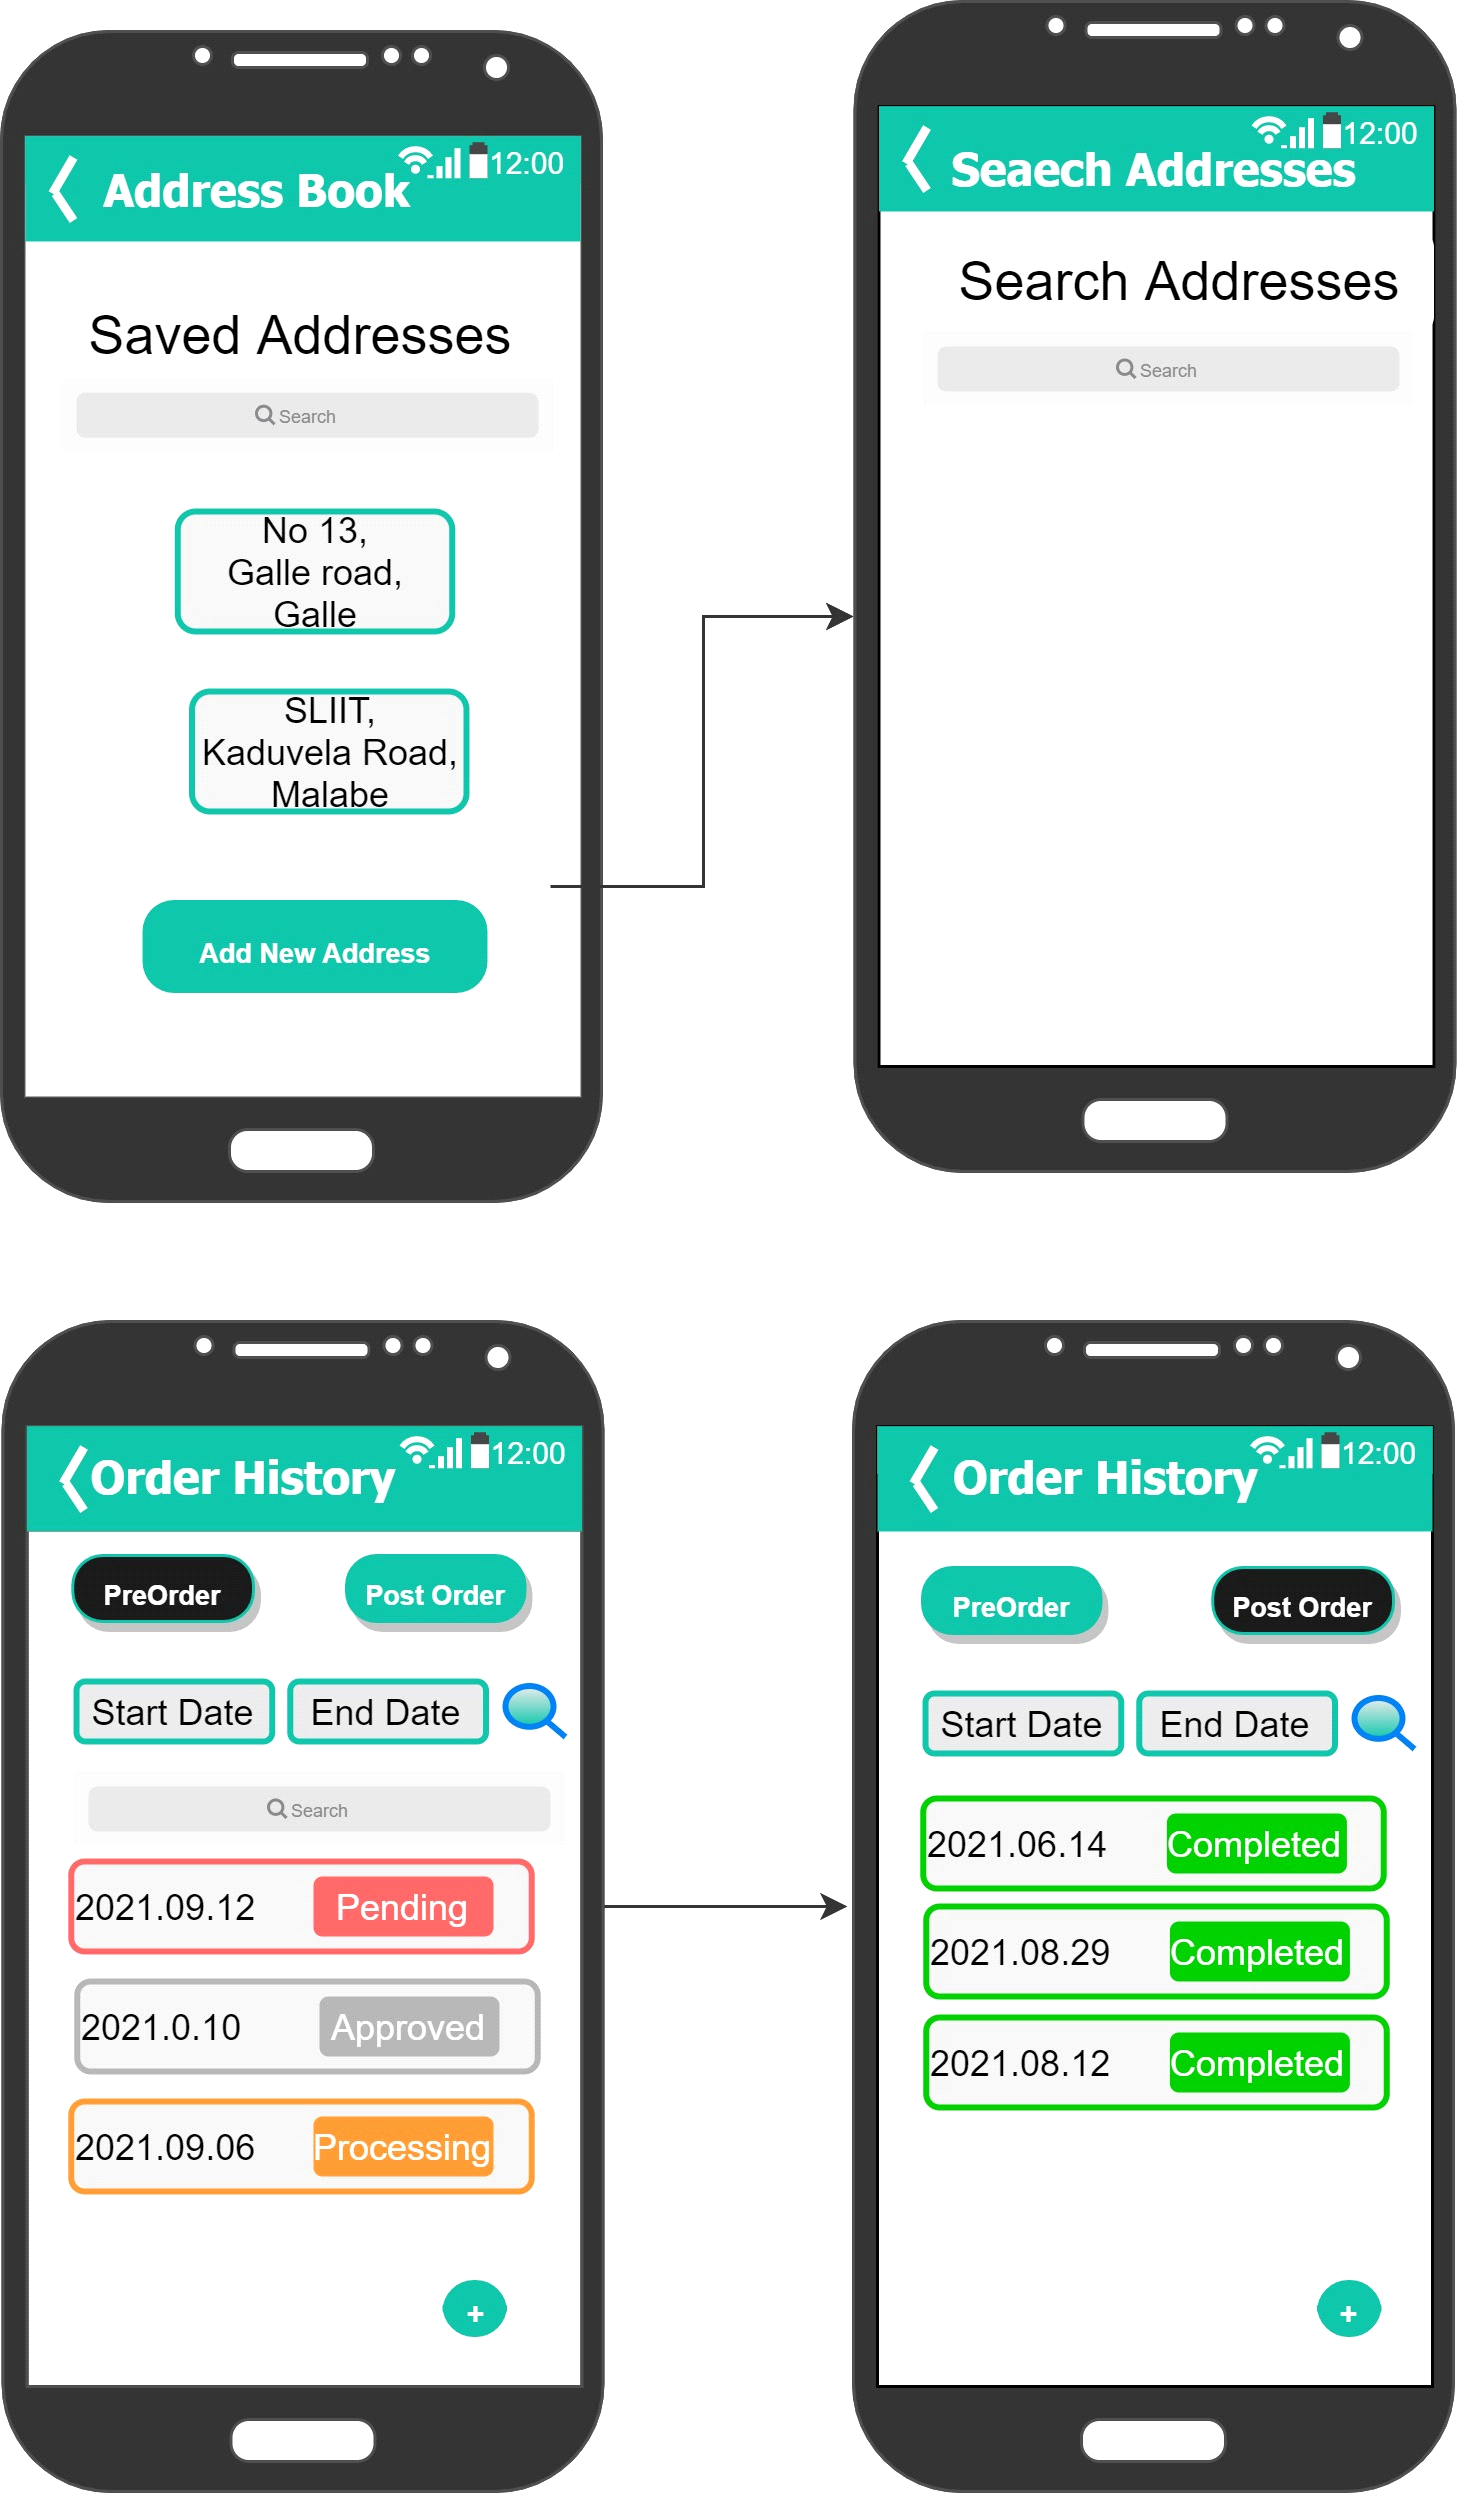 12:00
Address Book
Saved Addresses
Search
No 13,
Galle road,
Galle
SLIIT,
Kaduvela Road,
Malabe
Add New Address
12:00
Seaech Addresses
Search Addresses
Search
12:00
Order History
PreOrder Post Order
Start Date End Date
Search
2021.09.12 Pending
2021.0.10 Approved
2021.09.06 Processing
+
12:00
Order History
PreOrder Post Order
Start Date End Date
2021.06.14 Completed
2021.08.29 Completed
2021.08.12 Completed
+